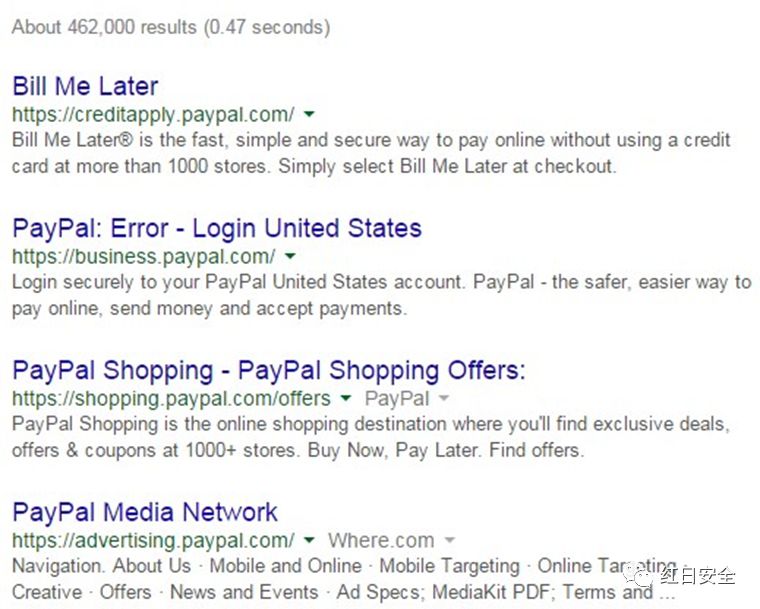 About 462,000 results (0.47 seconds)
Bill Me Later
https://creditapply.paypal.com/
Bill Me Later® is the fast, simple and secure way to pay online without using a credit
card at more than 1000 stores. Simply select Bill Me Later at checkout.
PayPal: Error - Login United States
https://business.paypal.com/
Login securely to your PayPal United States account. PayPal - the safer, easier way to
pay online, send money and accept payments.
PayPal Shopping - PayPal Shopping Offers:
https://shopping.paypal.com/offers PayPal
PayPal Shopping is the online shopping destination where you'll find exclusive deals,
offers & coupons at 1000+ stores. Buy Now, Pay Later. Find offers.
PayPal Media Network
https://advertising.paypal.com/ Where.com
Navigation. About Us · Mobile and Online · Mobile Targeting · Online Targeting ·
Creative · Offers · News and Events · Ad Specs; MediaKit PDF; Terms and ...
红日安全